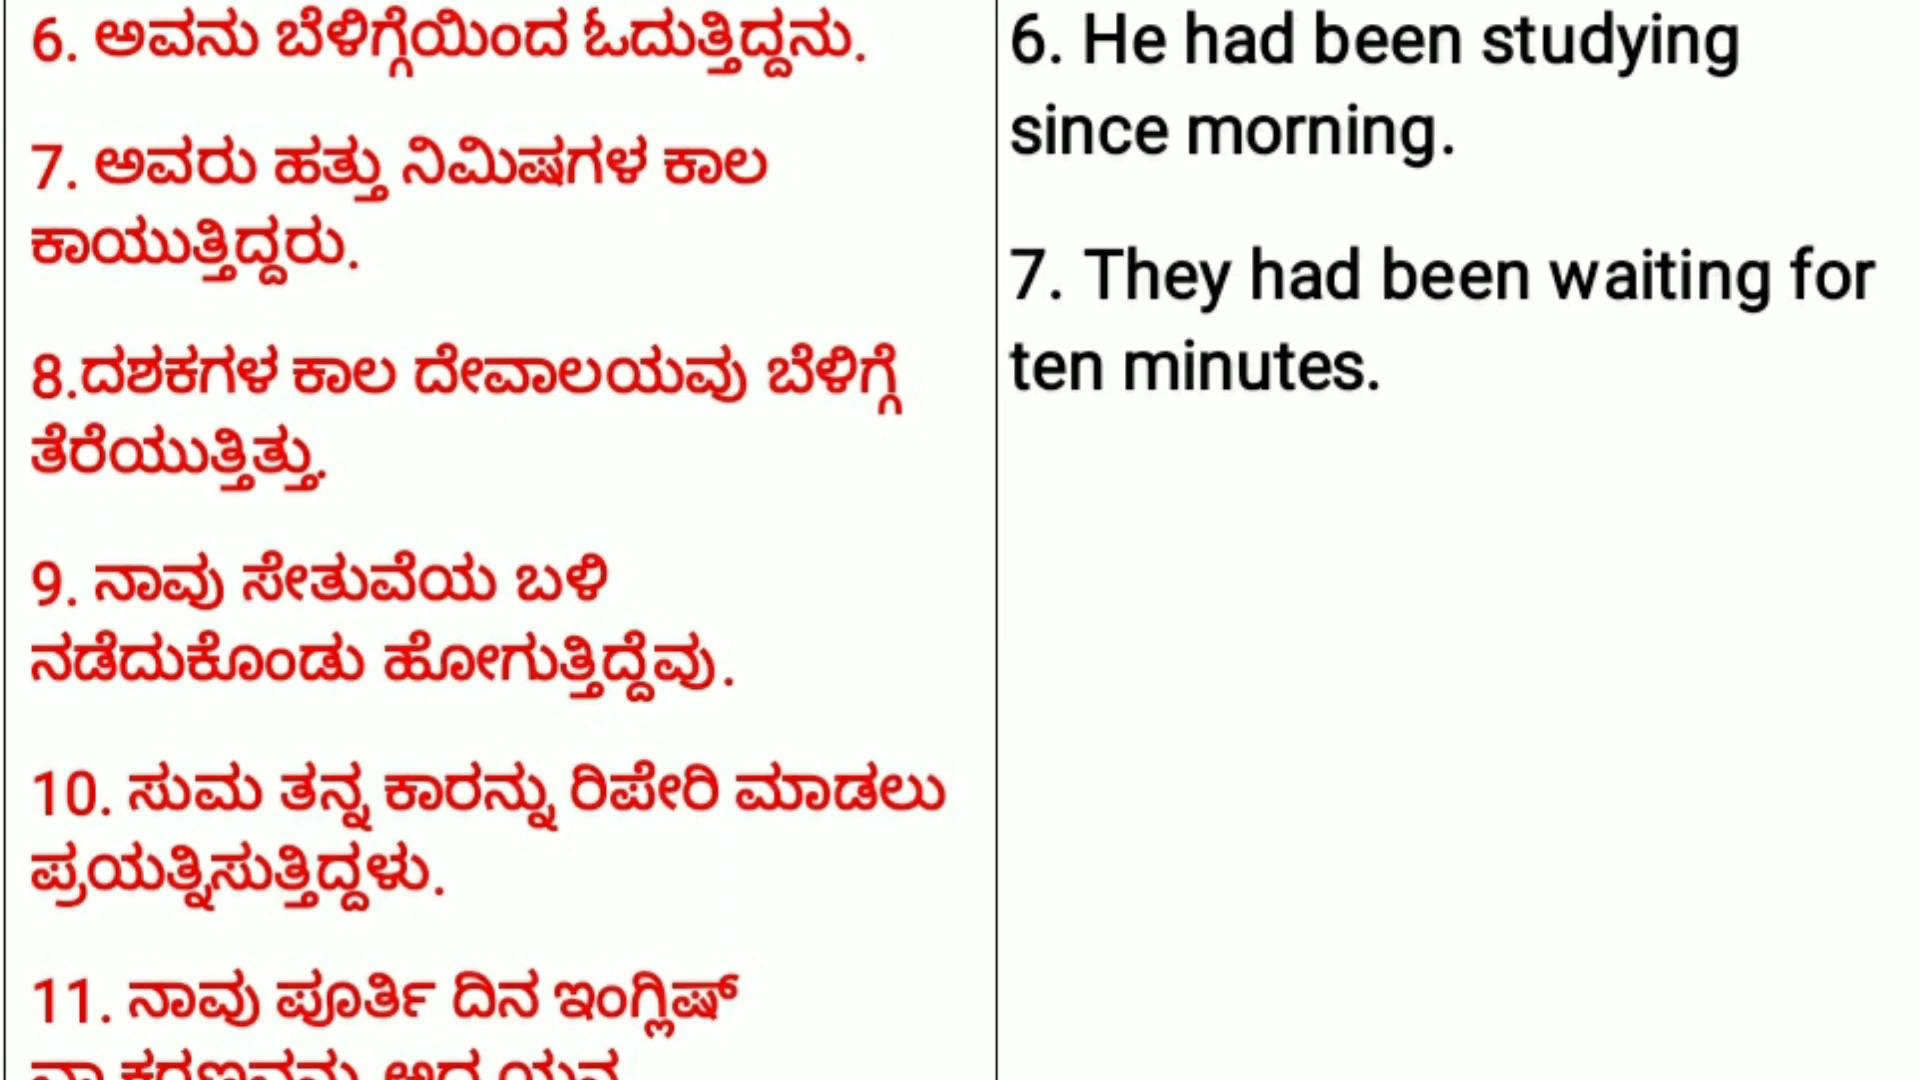 6. ಅವನು ಬೆಳಿಗ್ಗೆಯಿಂದ ಓದುತ್ತಿದ್ದನು.
7. ಅವರು ಹತ್ತು ನಿಮಿಷಗಳ ಕಾಲ
ಕಾಯುತ್ತಿದ್ದರು.
8.ದಶಕಗಳ ಕಾಲ ದೇವಾಲಯವು ಬೆಳಿಗ್ಗೆ
ತೆರೆಯುತ್ತಿತ್ತು.
9. ನಾವು ಸೇತುವೆಯ ಬಳಿ
ನಡೆದುಕೊಂಡು ಹೋಗುತ್ತಿದ್ದೆವು.
10. ಸುಮ ತನ್ನ ಕಾರನ್ನು ರಿಪೇರಿ ಮಾಡಲು
ಪ್ರಯತ್ನಿಸುತ್ತಿದ್ದಳು.
11. ನಾವು ಪೂರ್ತಿ ದಿನ ಇಂಗ್ಲಿಷ್
6. He had been studying
since morning.
7. They had been waiting for
ten minutes.